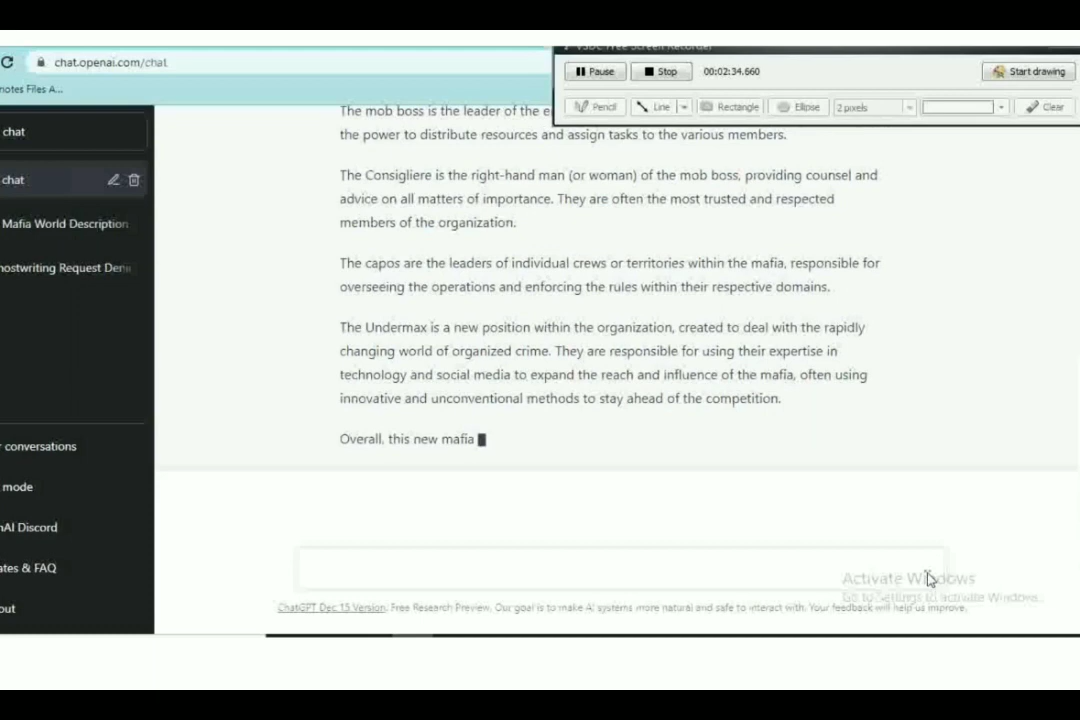 chat.openai.com/chat
notes Files A...
VSDC Free Screen Recorder
Pause
Stop
00:02:34.660
Start drawing
Pencil
Line
Rectangle
Ellipse
2 pixels
Clear
chat
chat
Mafia World Description
hostwriting Request Den
r conversations
mode
nAI Discord
ates & FAQ
out
The mob boss is the leader of the
the power to distribute resources and assign tasks to the various members.
The Consigliere is the right-hand man (or woman) of the mob boss, providing counsel and
advice on all matters of importance. They are often the most trusted and respected
members of the organization.
The capos are the leaders of individual crews or territories within the mafia, responsible for
overseeing the operations and enforcing the rules within their respective domains.
The Undermax is a new position within the organization, created to deal with the rapidly
changing world of organized crime. They are responsible for using their expertise in
technology and social media to expand the reach and influence of the mafia, often using
innovative and unconventional methods to stay ahead of the competition.
Overall, this new mafia
Activate Windows
Go to Settings to activate Windows.
ChatGPT Dec 15 Version. Free Research Preview. Our goal is to make AI systems more natural and safe to interact with. Your feedback will help us improve.